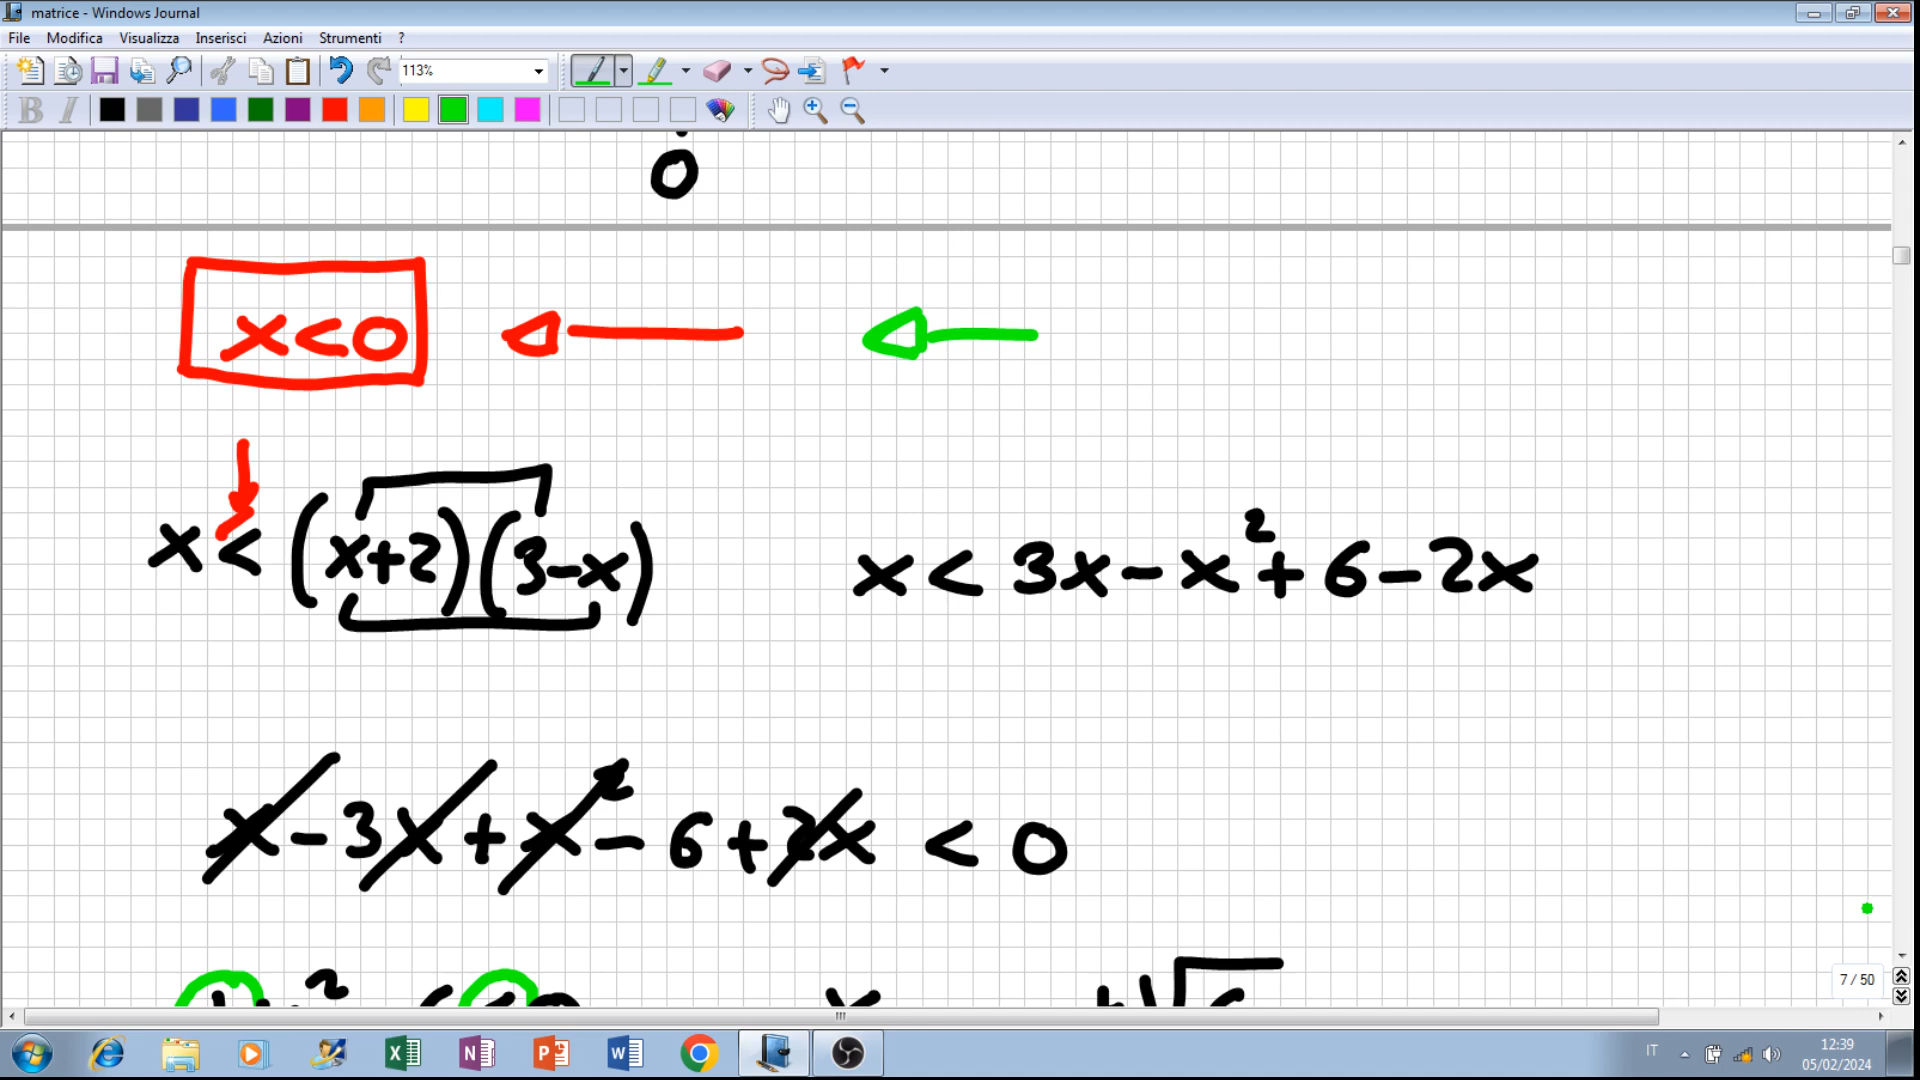 matrice - Windows Journal
File Modifica Visualizza Inserisci Azioni Strumenti ?
113%
B I
0
x<0
x < (x+2)(3-x)
x < 3x - x² + 6 - 2x
x - 3x + x² - 6 + 2x < 0
7 / 50
IT
12:39
05/02/2024